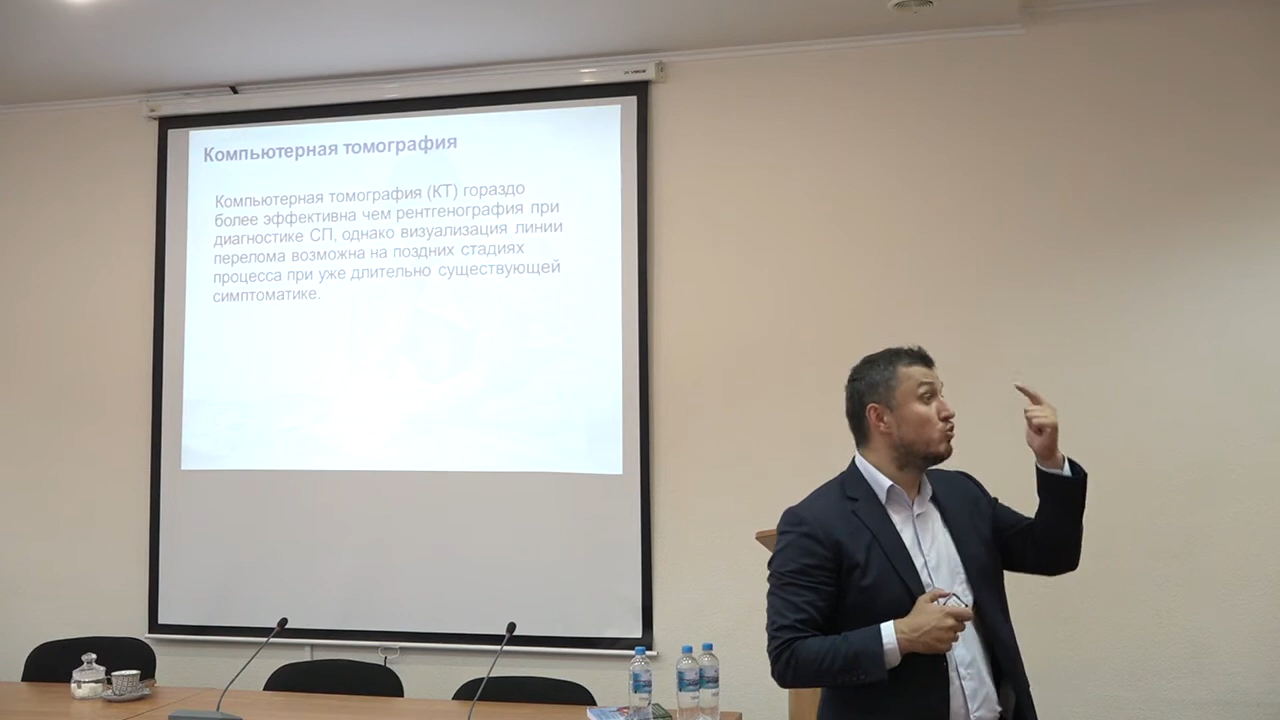 Компьютерная томография
Компьютерная томография (КТ) гораздо
более эффективна чем рентгенография при
диагностике СП, однако визуализация линии
перелома возможна на поздних стадиях
процесса при уже длительно существующей
симптоматике.